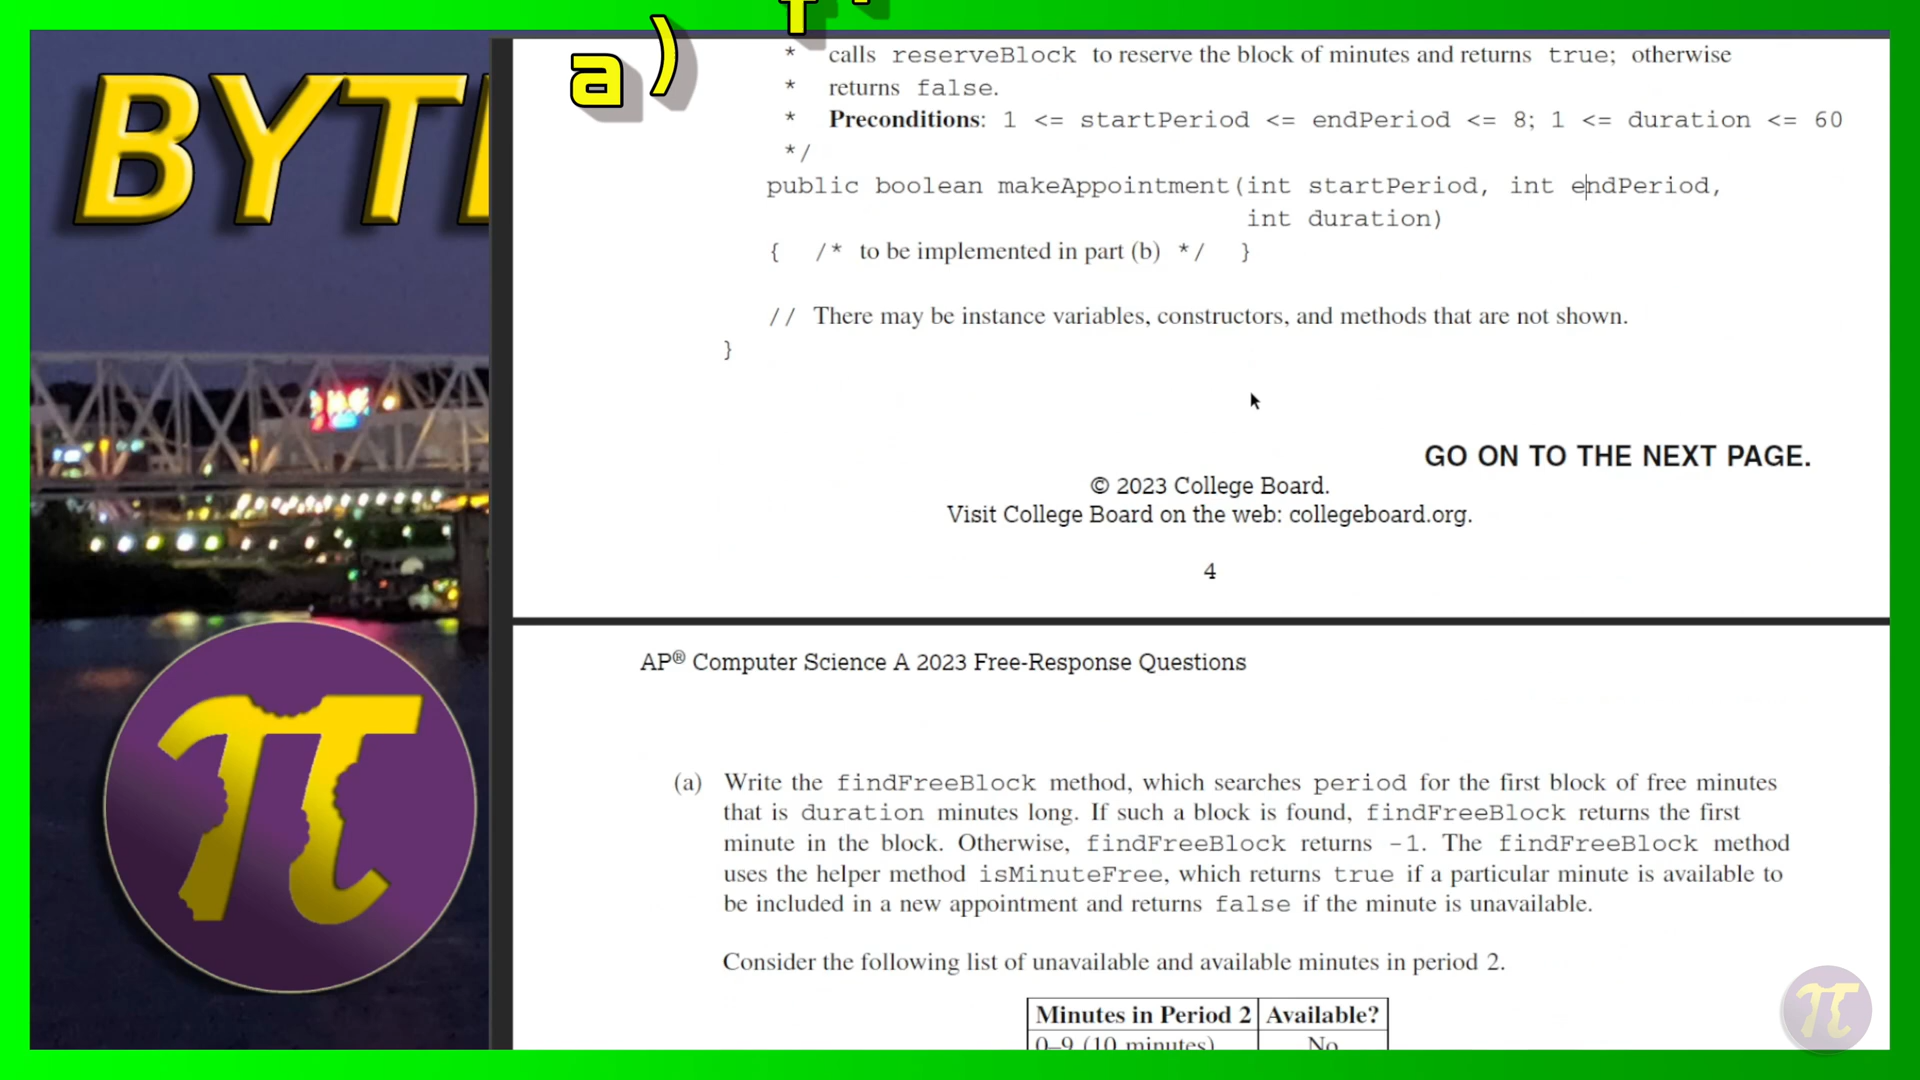 a)
BYT
* calls reserveBlock to reserve the block of minutes and returns true; otherwise
* returns false.
* Preconditions: 1 <= startPeriod <= endPeriod <= 8; 1 <= duration <= 60
*/
public boolean makeAppointment(int startPeriod, int endPeriod,
int duration)
{ /* to be implemented in part (b) */ }
// There may be instance variables, constructors, and methods that are not shown.
}
GO ON TO THE NEXT PAGE.
© 2023 College Board.
Visit College Board on the web: collegeboard.org.
4
AP® Computer Science A 2023 Free-Response Questions
(a) Write the findFreeBlock method, which searches period for the first block of free minutes
that is duration minutes long. If such a block is found, findFreeBlock returns the first
minute in the block. Otherwise, findFreeBlock returns -1. The findFreeBlock method
uses the helper method isMinuteFree, which returns true if a particular minute is available to
be included in a new appointment and returns false if the minute is unavailable.
Consider the following list of unavailable and available minutes in period 2.
Minutes in Period 2 Available?
0–9 (10 minutes) No
π
π